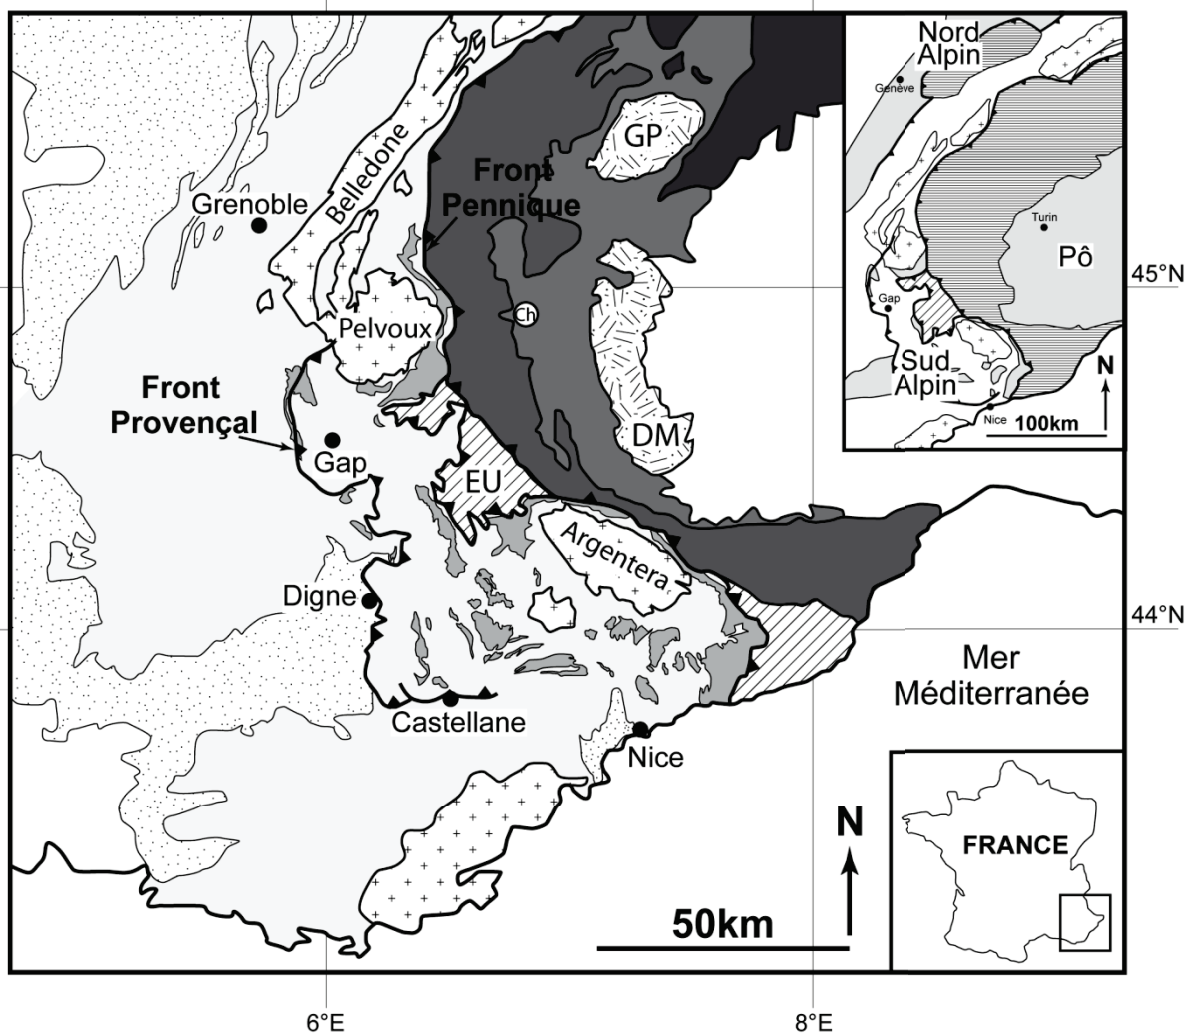 Nord
Alpin
Genève
Turin
Pô
Gap
Sud
Alpin
N
Nice
100km
GP
Belledone
Front
Pennique
Grenoble
45°N
Ch
Pelvoux
Front
Provençal
DM
Gap
EU
Argentera
Digne
44°N
Mer
Méditerranée
Castellane
Nice
N
FRANCE
50km
6°E
8°E